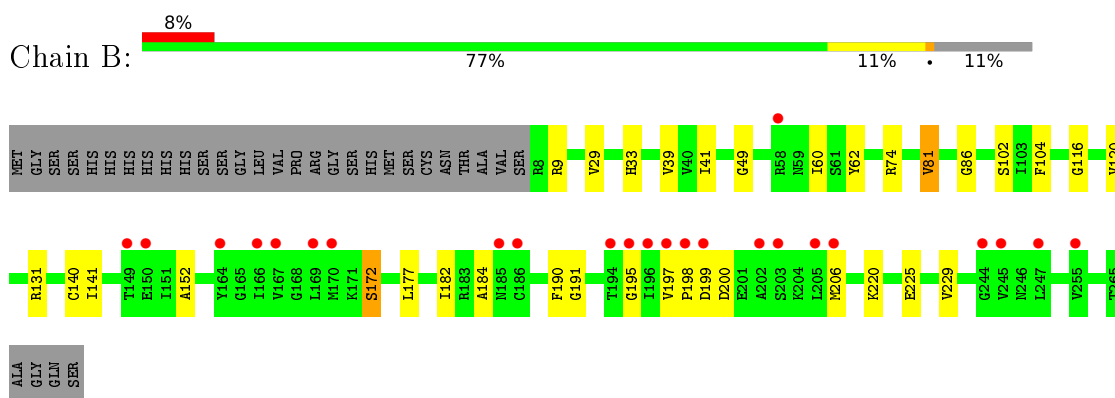 8%
Chain B:
77% 11% • 11%
MET GLY SER SER HIS HIS HIS HIS HIS HIS SER SER GLY LEU VAL PRO ARG GLY SER HIS MET SER CYS ASN THR ALA VAL SER R8 R9 V29 H33 V39 V40 I41 G49 R58 N59 I60 S61 Y62 R74 V81 G86 S102 I103 F104 G116
R131 C140 I141 T149 E150 I151 A152 Y164 G165 I166 V167 G168 L169 M170 K171 S172 L177 I182 R183 A184 N185 C186 F190 G191 T194 G195 I196 V197 P198 D199 D200 E201 A202 S203 K204 L205 M206 K220 E225 V229 G244 V245 N246 L247 V255 T265
ALA GLY GLN SER